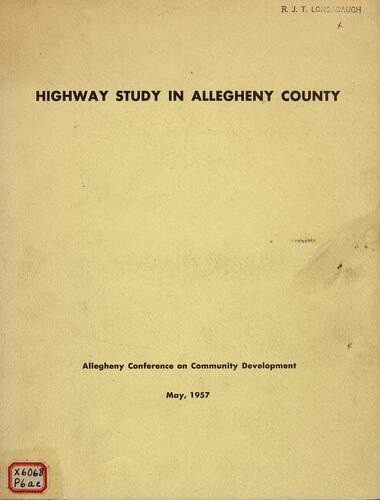 R. J. T. LONGABAUGH
HIGHWAY STUDY IN ALLEGHENY COUNTY
Allegheny Conference on Community Development
May, 1957
X6068
P6ac